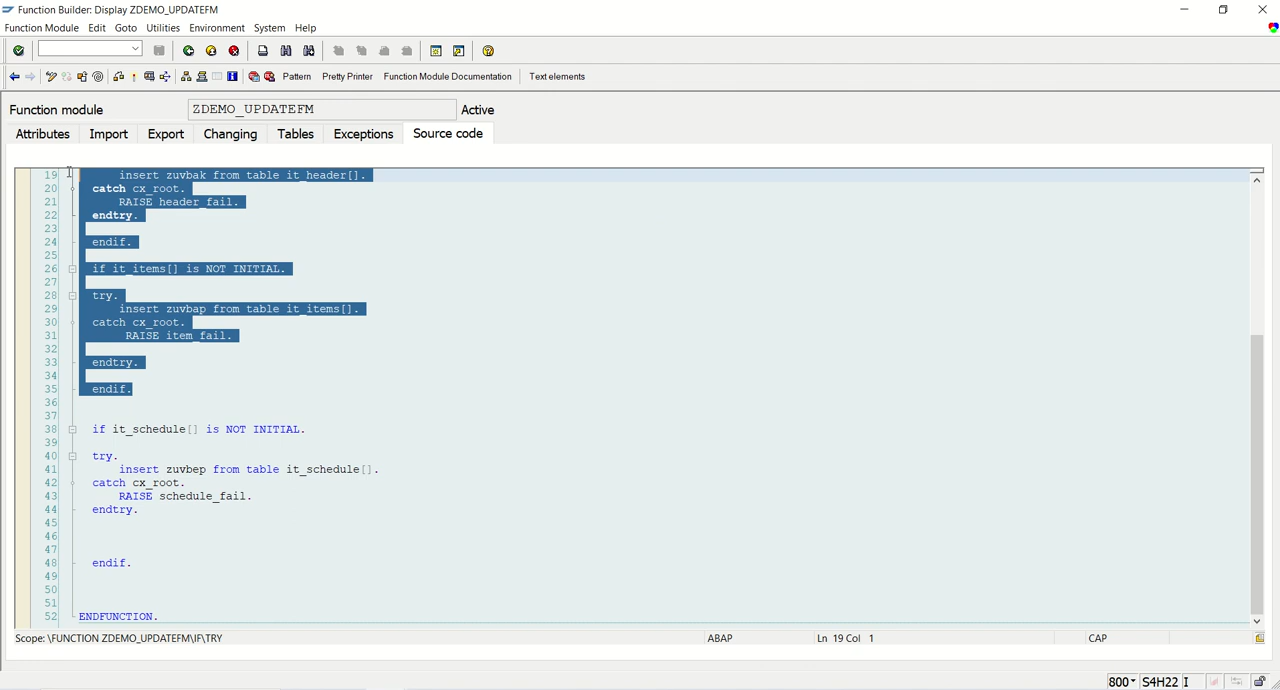 Function Builder: Display ZDEMO_UPDATEFM
Function Module Edit Goto Utilities Environment System Help
Pattern Pretty Printer Function Module Documentation Text elements
Function module ZDEMO_UPDATEFM Active
Attributes Import Export Changing Tables Exceptions Source code
19 insert zuvbak from table it_header[].
20 catch cx_root.
21 RAISE header_fail.
22 endtry.
23
24 endif.
25
26 if it_items[] is NOT INITIAL.
27
28 try.
29 insert zuvbap from table it_items[].
30 catch cx_root.
31 RAISE item_fail.
32
33 endtry.
34
35 endif.
36
37
38 if it_schedule[] is NOT INITIAL.
39
40 try.
41 insert zuvbep from table it_schedule[].
42 catch cx_root.
43 RAISE schedule_fail.
44 endtry.
45
46
47
48 endif.
49
50
51
52 ENDFUNCTION.
Scope: \FUNCTION ZDEMO_UPDATEFM\IF\TRY ABAP Ln 19 Col 1 CAP
800 S4H22